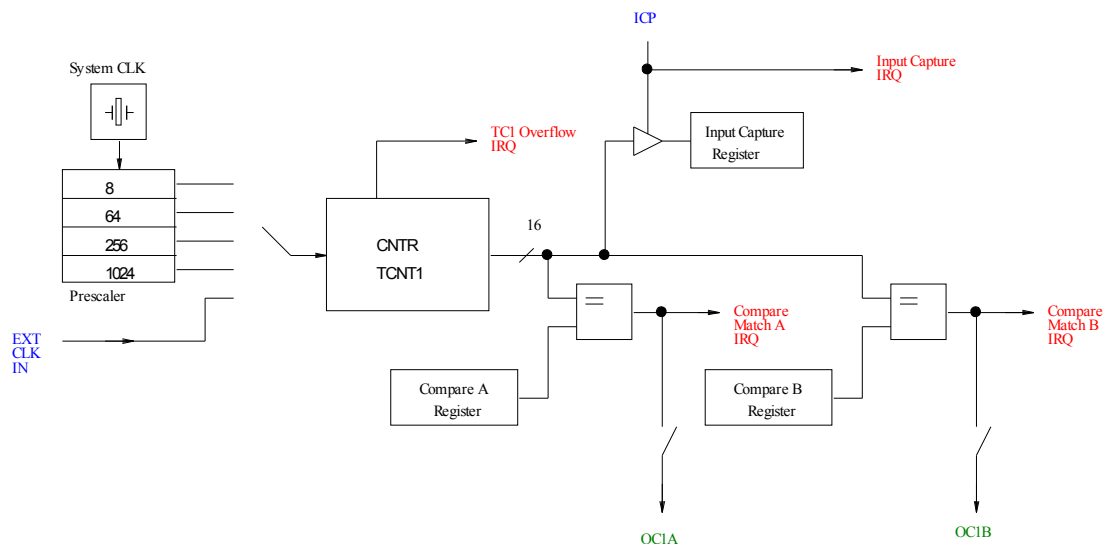 ICP
System CLK
Input Capture
IRQ
TC1 Overflow
IRQ
Input Capture
Register
8
64
256
1024
Prescaler
CNTR
TCNT1
16
=
=
EXT
CLK
IN
Compare
Match A
IRQ
Compare
Match B
IRQ
Compare A
Register
Compare B
Register
OC1A
OC1B